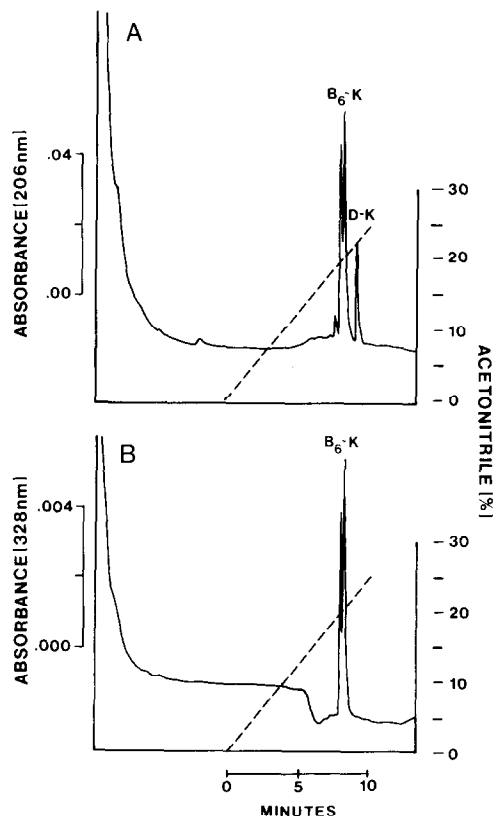 A
B6-K
D-K
ABSORBANCE [206nm]
.04
.00
30
20
10
0
ACETONITRILE [%]
B
B6-K
ABSORBANCE [328nm]
.004
.000
30
20
10
0
0 5 10
MINUTES